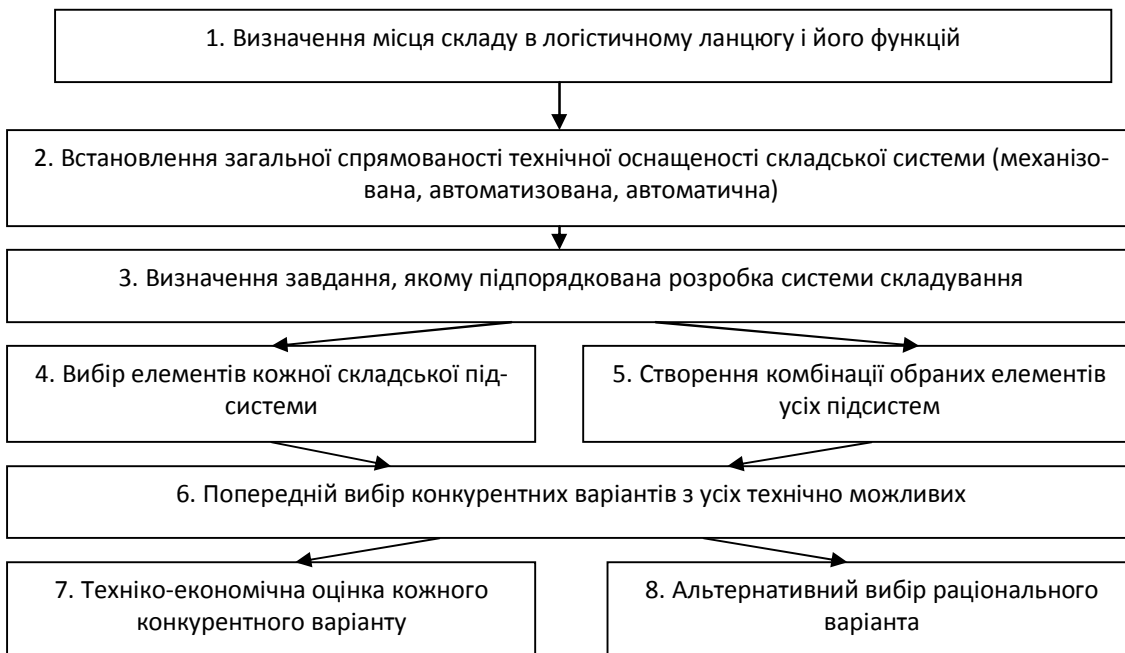 1. Визначення місця складу в логістичному ланцюгу і його функцій
2. Встановлення загальної спрямованості технічної оснащеності складської системи (механізо-
вана, автоматизована, автоматична)
3. Визначення завдання, якому підпорядкована розробка системи складування
4. Вибір елементів кожної складської під-
системи
5. Створення комбінації обраних елементів
усіх підсистем
6. Попередній вибір конкурентних варіантів з усіх технічно можливих
7. Техніко-економічна оцінка кожного
конкурентного варіанту
8. Альтернативний вибір раціонального
варіанта